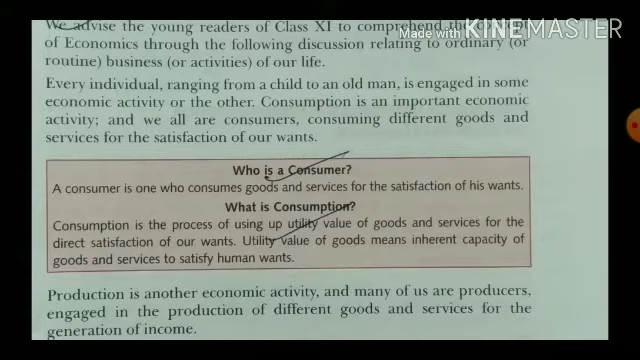 We advise the young readers of Class XI to comprehend the concept
Made with KINEMASTER
of Economics through the following discussion relating to ordinary (or
routine) business (or activities) of our life.
Every individual, ranging from a child to an old man, is engaged in some
economic activity or the other. Consumption is an important economic
activity; and we all are consumers, consuming different goods and
services for the satisfaction of our wants.
Who is a Consumer?
A consumer is one who consumes goods and services for the satisfaction of his wants.
What is Consumption?
Consumption is the process of using up utility value of goods and services for the
direct satisfaction of our wants. Utility value of goods means inherent capacity of
goods and services to satisfy human wants.
Production is another economic activity, and many of us are producers,
engaged in the production of different goods and services for the
generation of income.